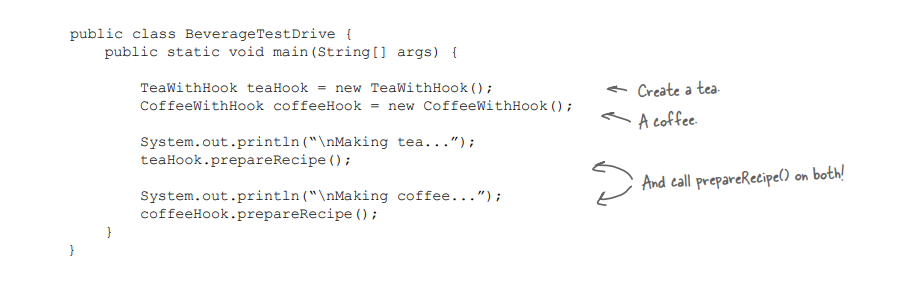 public class BeverageTestDrive {
public static void main(String[] args) {
TeaWithHook teaHook = new TeaWithHook();
Create a tea.
CoffeeWithHook coffeeHook = new CoffeeWithHook();
A coffee.
System.out.println(“\nMaking tea...”);
teaHook.prepareRecipe();
And call prepareRecipe() on both!
System.out.println(“\nMaking coffee...”);
coffeeHook.prepareRecipe();
}
}